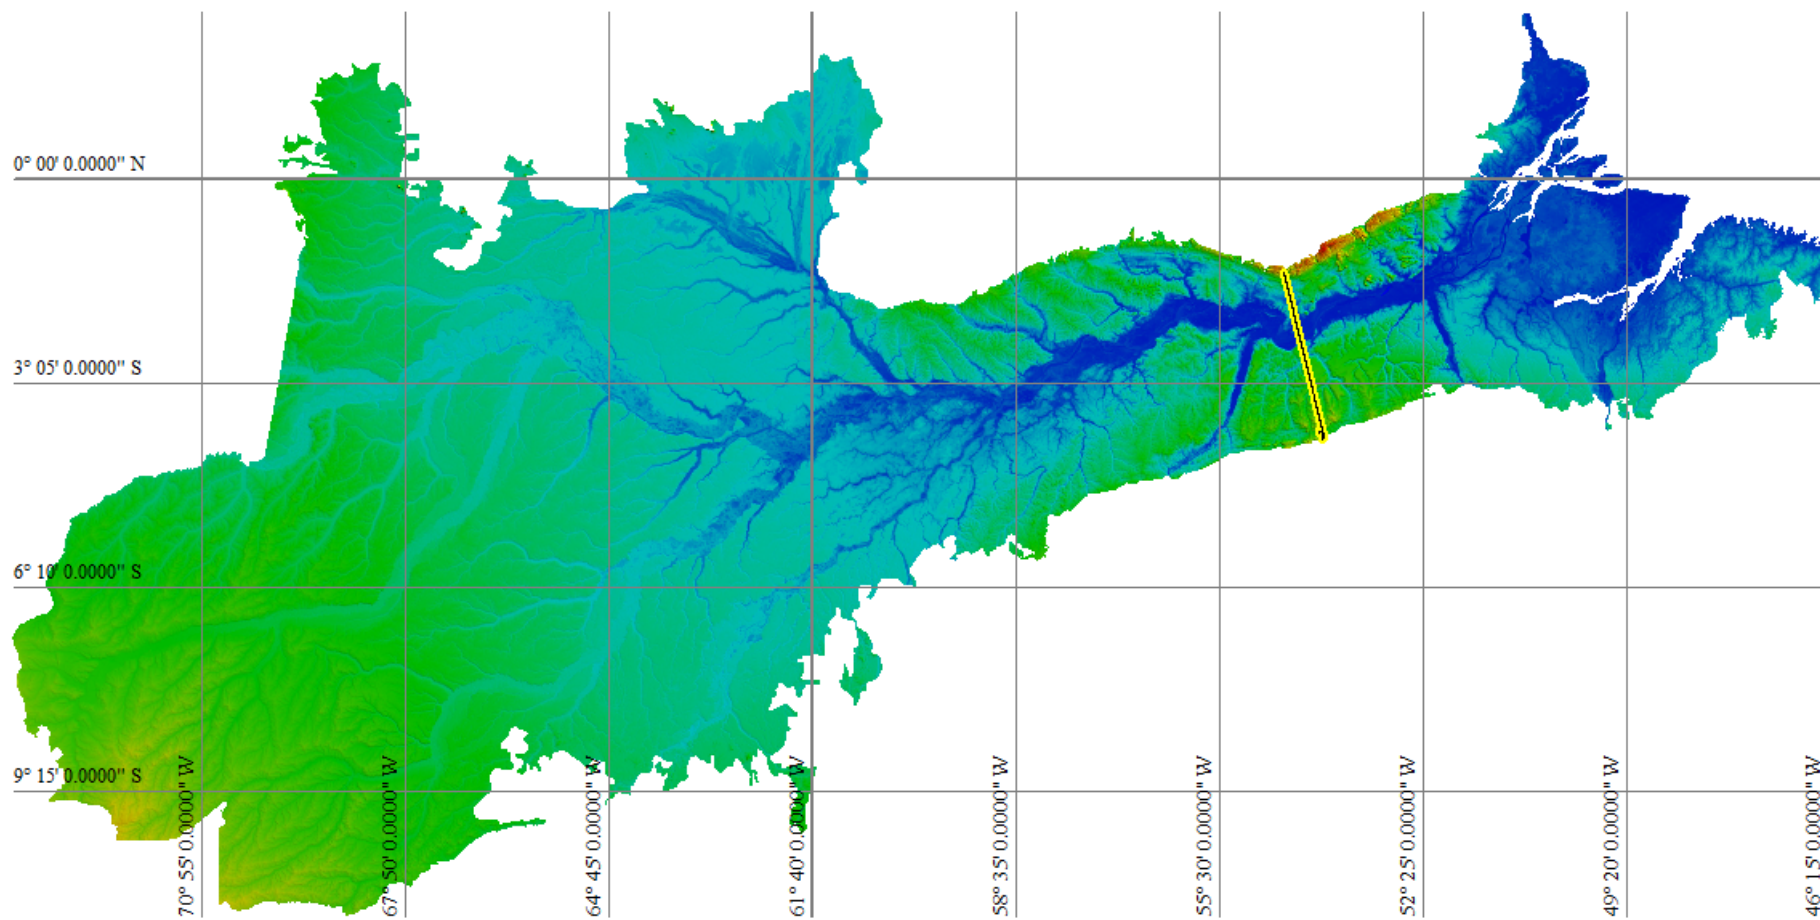 0° 00' 0.0000" N
3° 05' 0.0000" S
6° 10' 0.0000" S
9° 15' 0.0000" S
70° 55' 0.0000" W
67° 50' 0.0000" W
64° 45' 0.0000" W
61° 40' 0.0000" W
58° 35' 0.0000" W
55° 30' 0.0000" W
52° 25' 0.0000" W
49° 20' 0.0000" W
46° 15' 0.0000" W